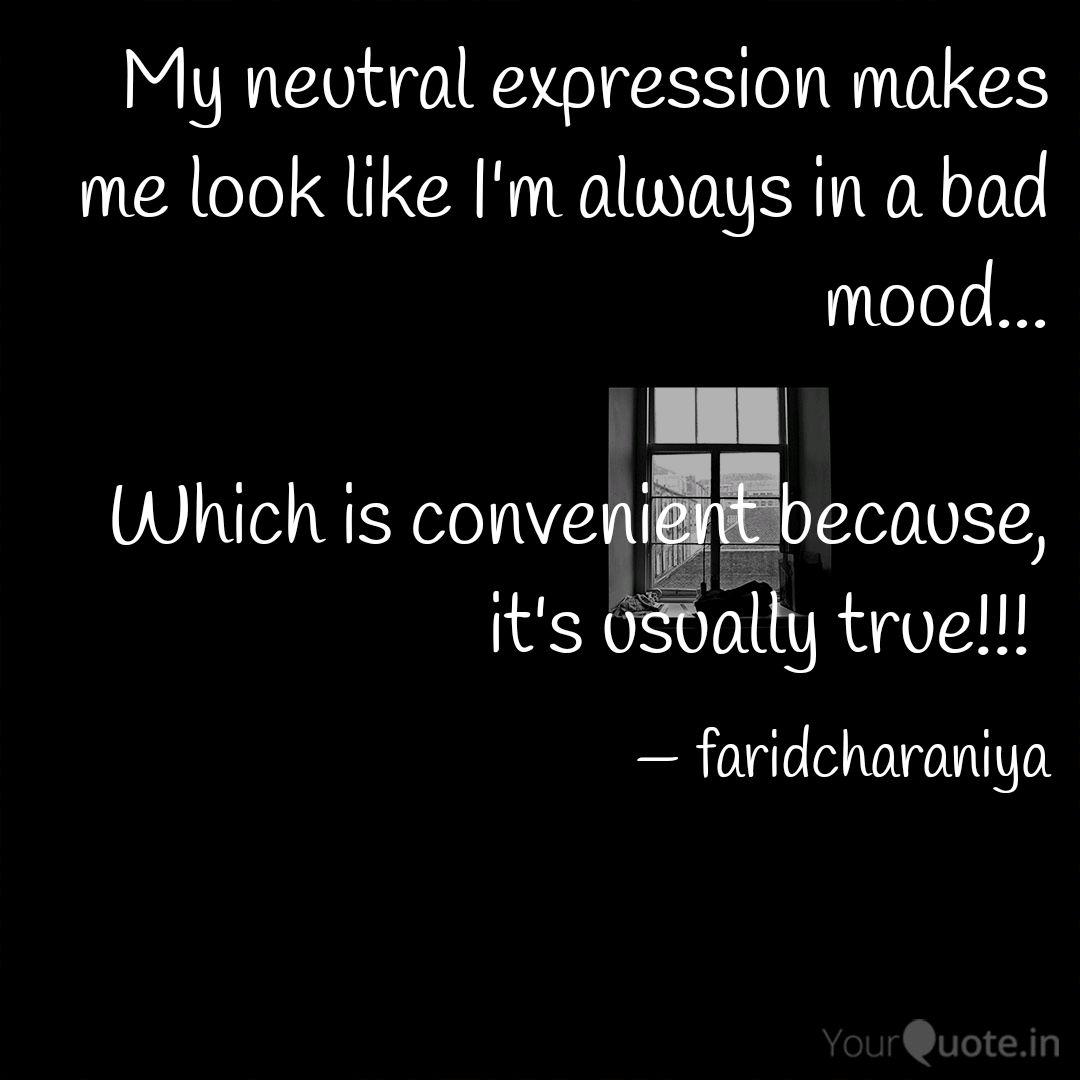 My neutral expression makes
me look like I'm always in a bad
mood...
Which is convenient because,
it's usually true!!!
— faridcharaniya
YourQuote.in